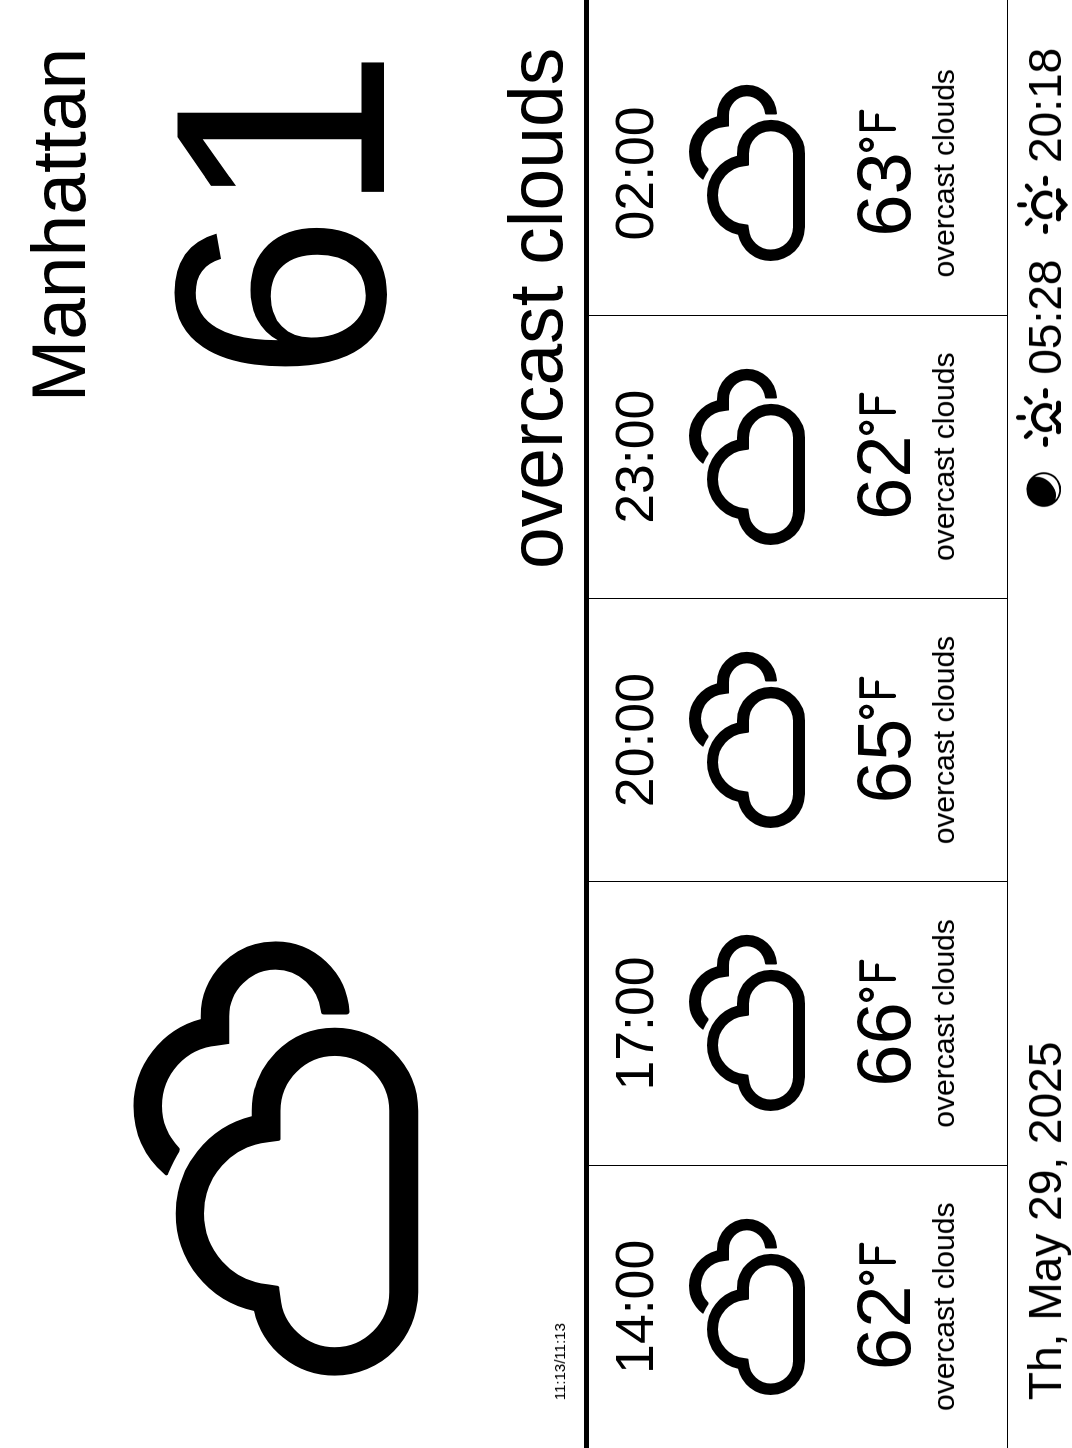 Manhattan
61
overcast clouds
11:13/11:13
14:00
62°F
overcast clouds
17:00
66°F
overcast clouds
20:00
65°F
overcast clouds
23:00
62°F
overcast clouds
02:00
63°F
overcast clouds
Th, May 29, 2025
05:28 20:18